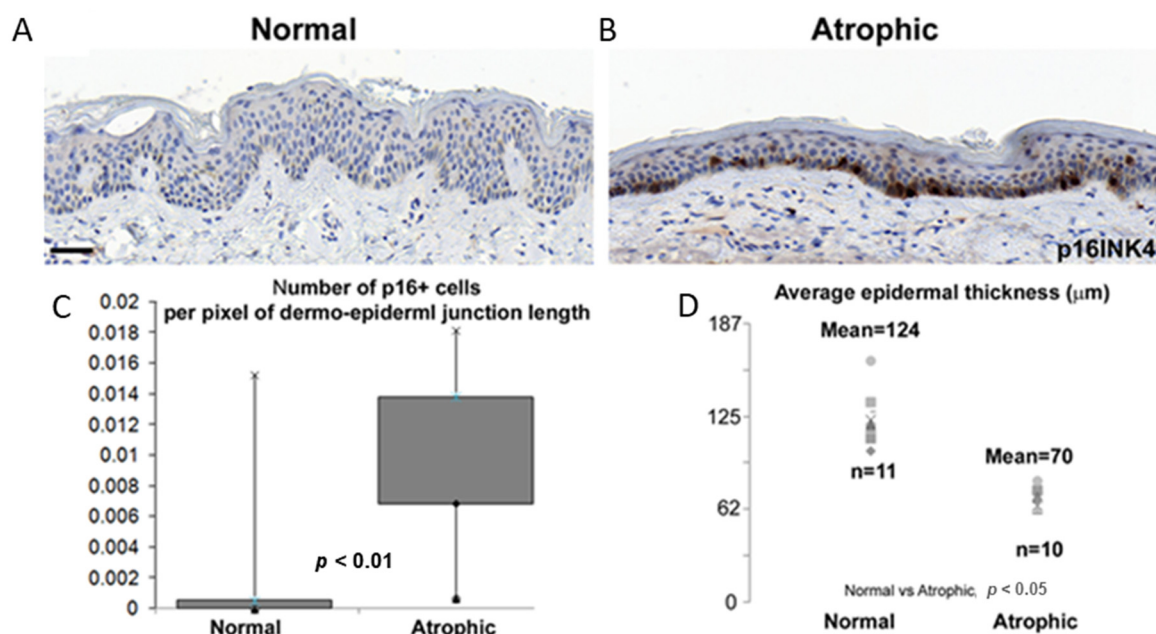 A
Normal
B
Atrophic
p16INK4
C
Number of p16+ cells
per pixel of dermo-epiderml junction length
0.02
0.018
0.016
0.014
0.012
0.01
0.008
0.006
0.004
0.002
0
p < 0.01
Normal
Atrophic
D
Average epidermal thickness (μm)
187
125
62
0
Mean=124
n=11
Mean=70
n=10
Normal vs Atrophic, p < 0.05
Normal
Atrophic